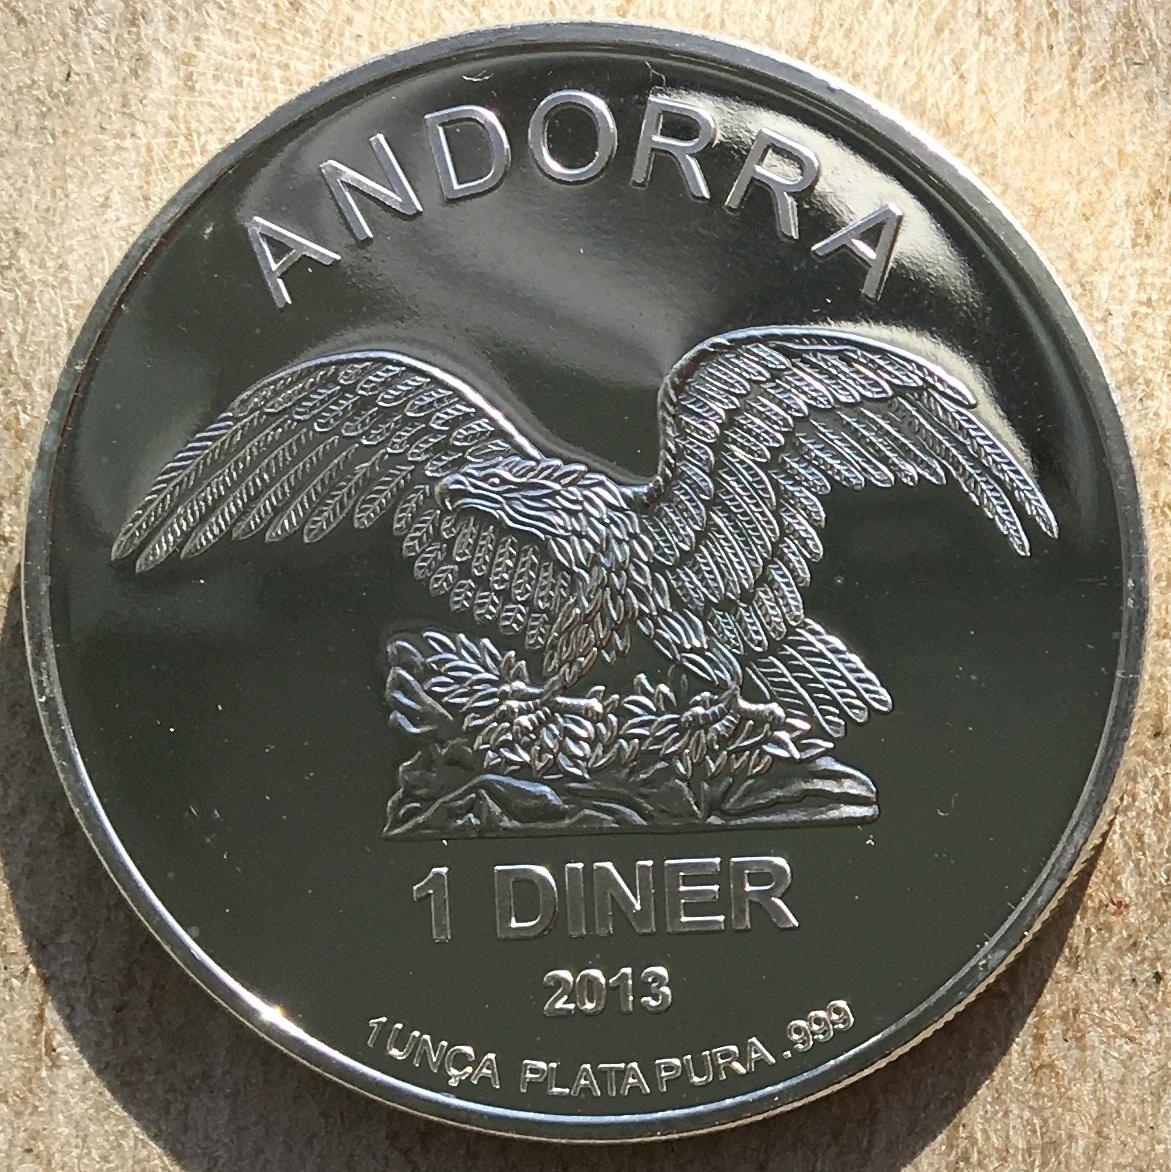 ANDORRA
1 DINER
2013
1 UNÇA PLATA PURA .999